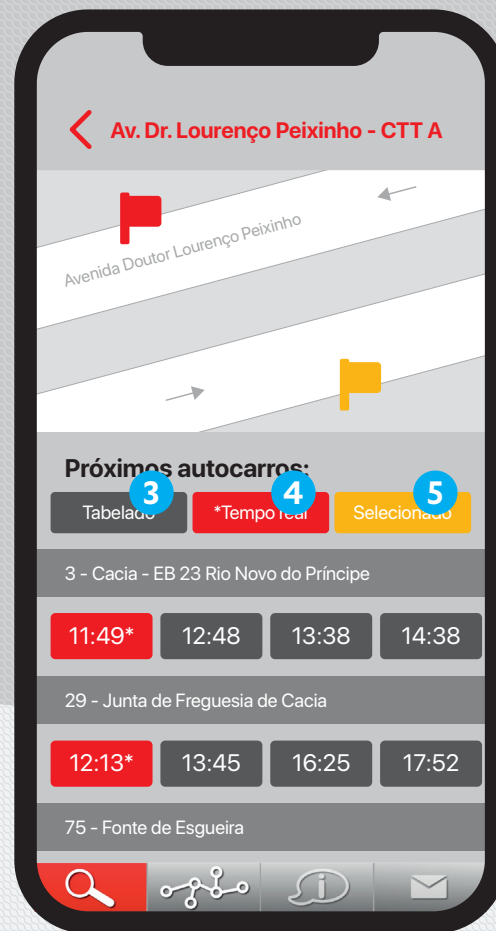 Av. Dr. Lourenço Peixinho - CTT A
Avenida Doutor Lourenço Peixinho
Próximos autocarros:
3 4 5
Tabelado *Tempo real Selecionado
3 - Cacia - EB 23 Rio Novo do Príncipe
11:49* 12:48 13:38 14:38
29 - Junta de Freguesia de Cacia
12:13* 13:45 16:25 17:52
75 - Fonte de Esgueira